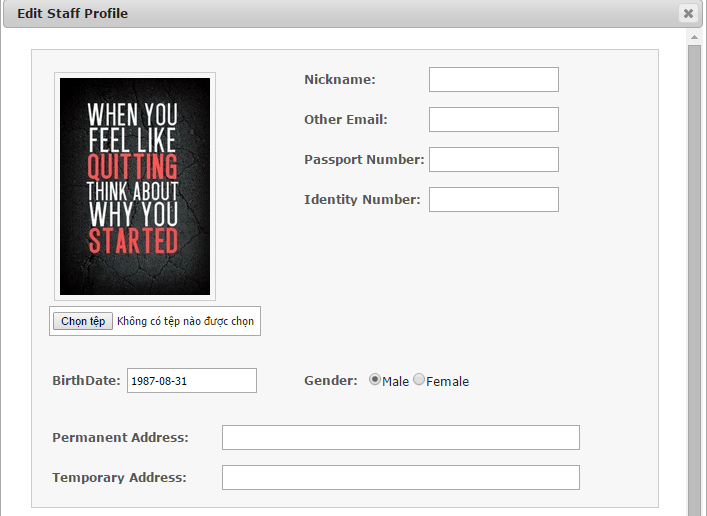 Edit Staff Profile
WHEN YOU
FEEL LIKE
QUITTING
THINK ABOUT
WHY YOU
STARTED
Chọn tệp Không có tệp nào được chọn
Nickname:
Other Email:
Passport Number:
Identity Number:
BirthDate: 1987-08-31
Gender: Male Female
Permanent Address:
Temporary Address: